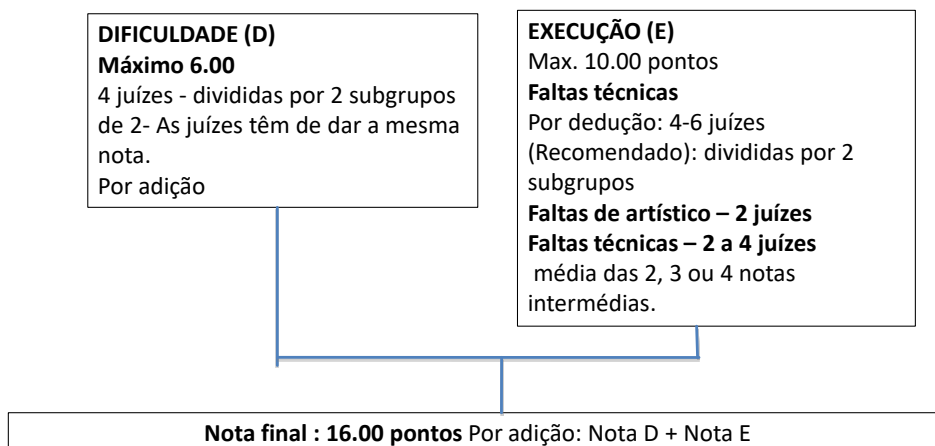 DIFICULDADE (D)
Máximo 6.00
4 juízes - divididas por 2 subgrupos
de 2- As juízes têm de dar a mesma
nota.
Por adição
EXECUÇÃO (E)
Max. 10.00 pontos
Faltas técnicas
Por dedução: 4-6 juízes
(Recomendado): divididas por 2
subgrupos
Faltas de artístico – 2 juízes
Faltas técnicas – 2 a 4 juízes
média das 2, 3 ou 4 notas
intermédias.
Nota final : 16.00 pontos Por adição: Nota D + Nota E